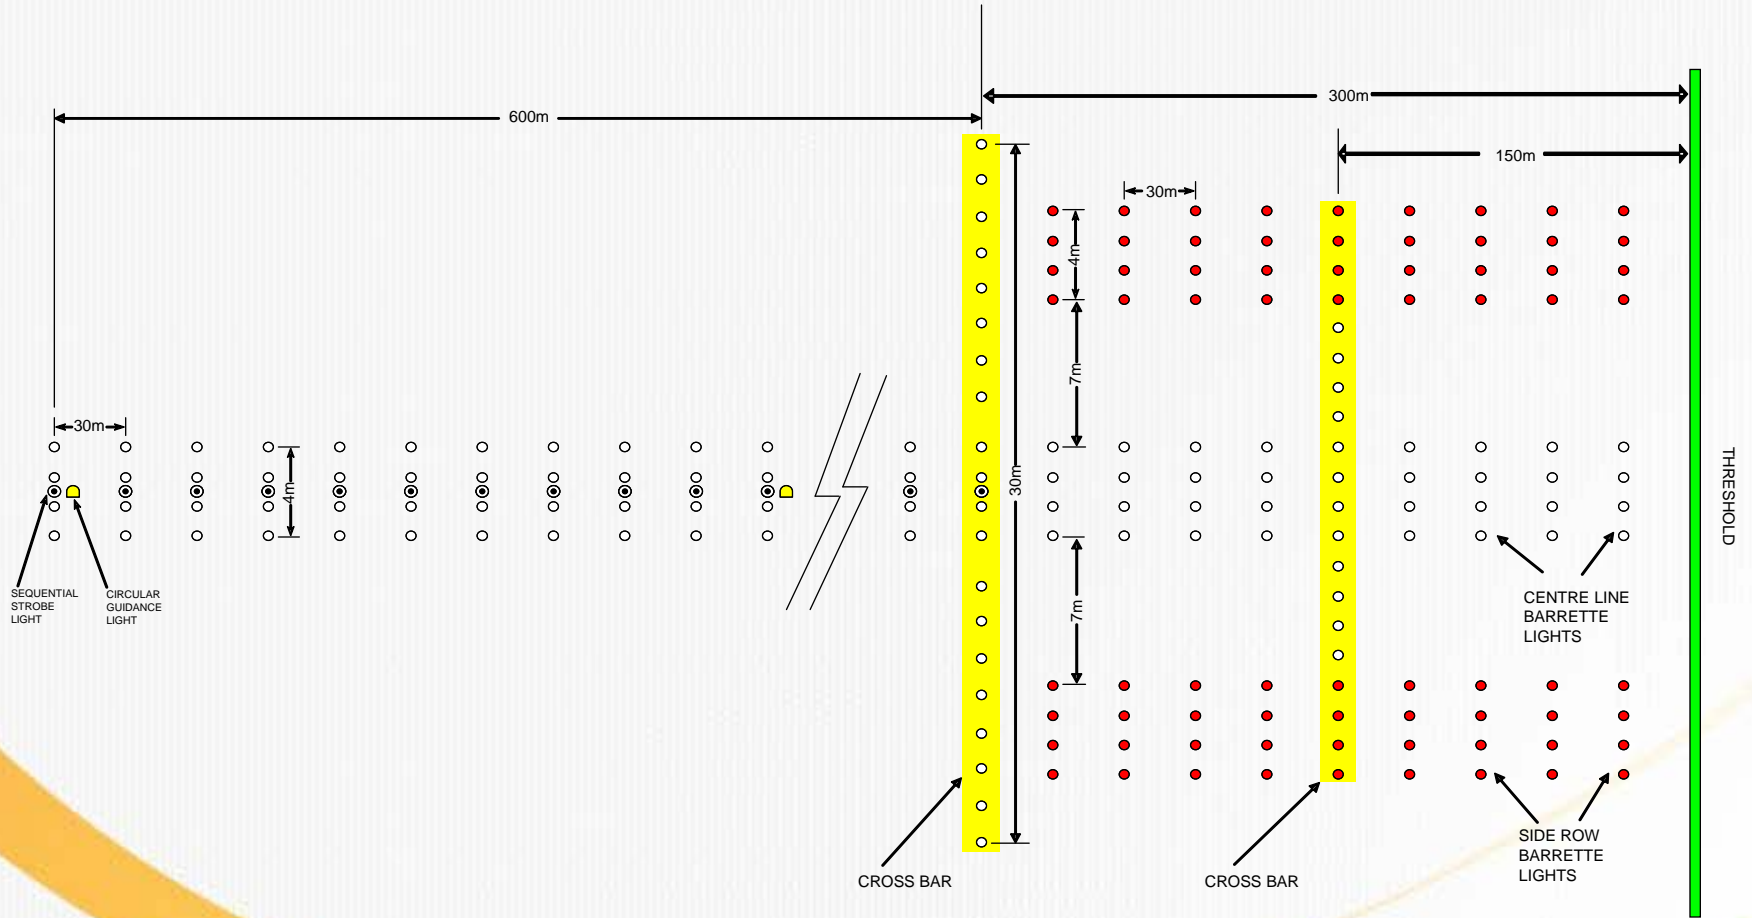 300m
600m
150m
30m
4m
7m
30m
4m
30m
THRESHOLD
SEQUENTIAL
STROBE
LIGHT
CIRCULAR
GUIDANCE
LIGHT
7m
CENTRE LINE
BARRETTE
LIGHTS
SIDE ROW
BARRETTE
LIGHTS
CROSS BAR
CROSS BAR